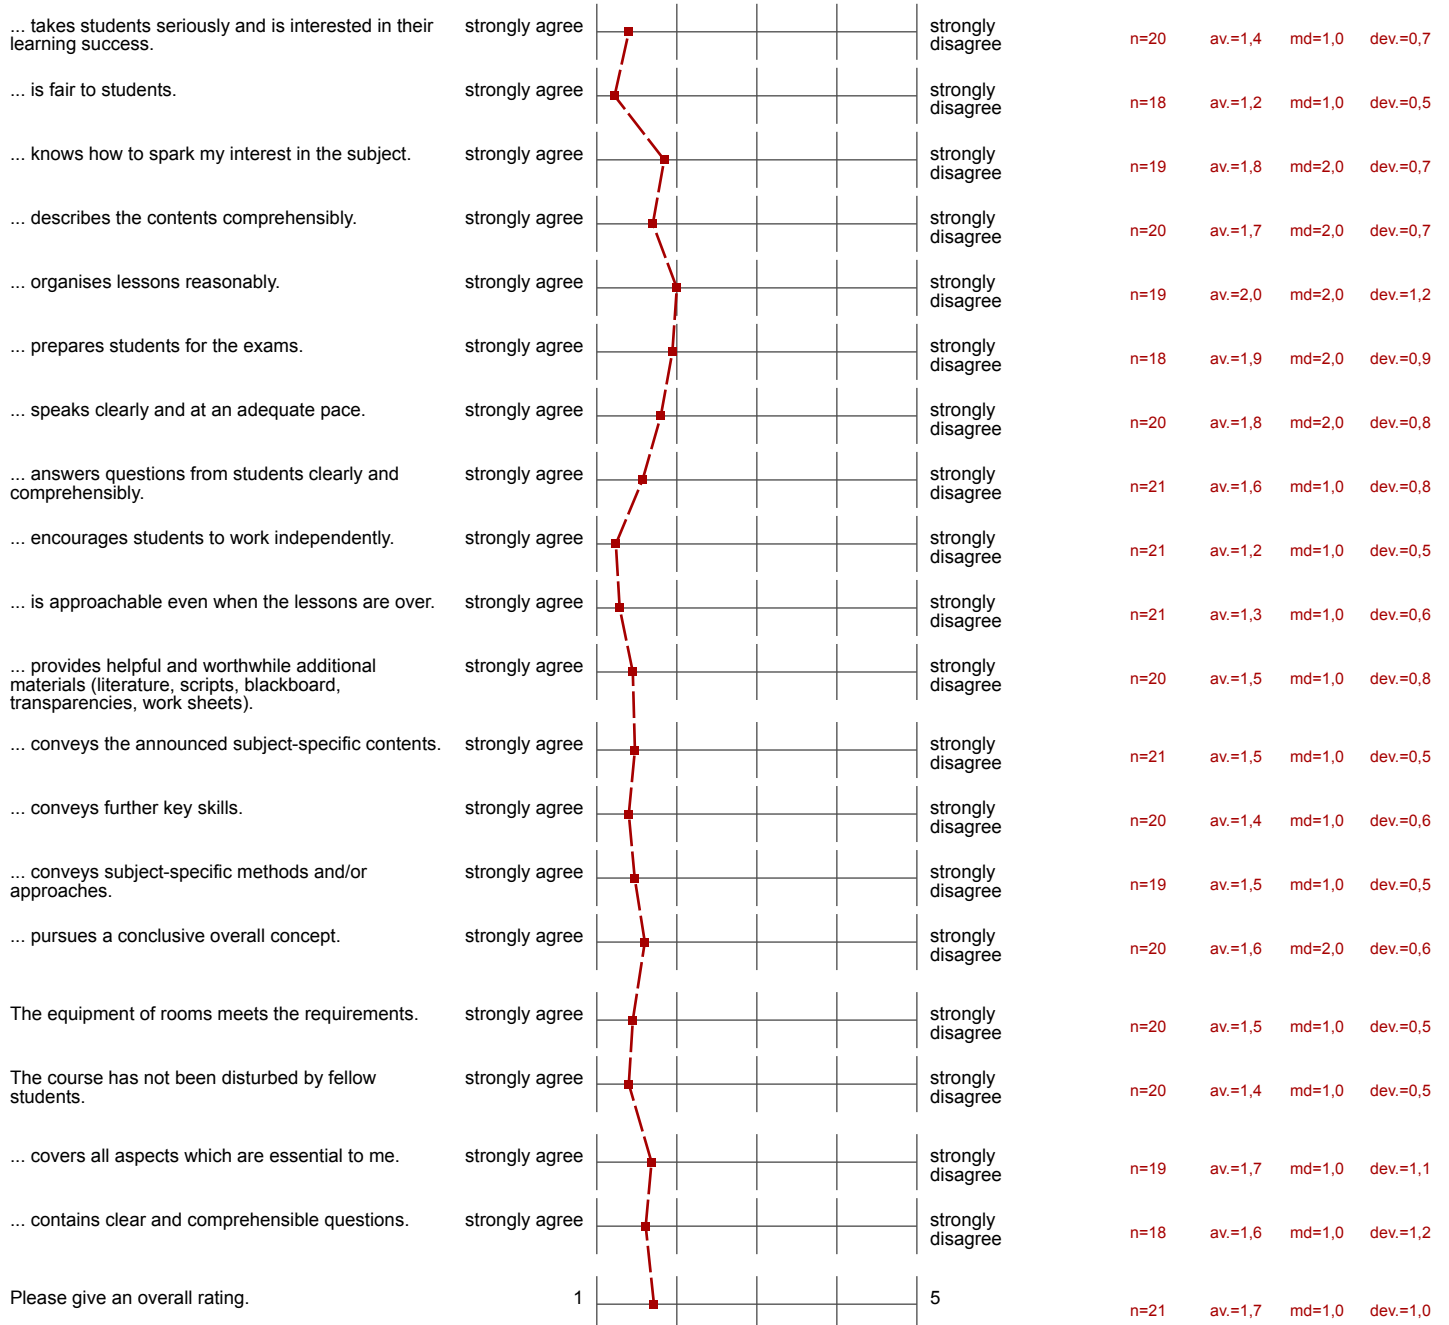 ... takes students seriously and is interested in their learning success. strongly agree strongly disagree n=20 av.=1,4 md=1,0 dev.=0,7
... is fair to students. strongly agree strongly disagree n=18 av.=1,2 md=1,0 dev.=0,5
... knows how to spark my interest in the subject. strongly agree strongly disagree n=19 av.=1,8 md=2,0 dev.=0,7
... describes the contents comprehensibly. strongly agree strongly disagree n=20 av.=1,7 md=2,0 dev.=0,7
... organises lessons reasonably. strongly agree strongly disagree n=19 av.=2,0 md=2,0 dev.=1,2
... prepares students for the exams. strongly agree strongly disagree n=18 av.=1,9 md=2,0 dev.=0,9
... speaks clearly and at an adequate pace. strongly agree strongly disagree n=20 av.=1,8 md=2,0 dev.=0,8
... answers questions from students clearly and comprehensibly. strongly agree strongly disagree n=21 av.=1,6 md=1,0 dev.=0,8
... encourages students to work independently. strongly agree strongly disagree n=21 av.=1,2 md=1,0 dev.=0,5
... is approachable even when the lessons are over. strongly agree strongly disagree n=21 av.=1,3 md=1,0 dev.=0,6
... provides helpful and worthwhile additional materials (literature, scripts, blackboard, transparencies, work sheets). strongly agree strongly disagree n=20 av.=1,5 md=1,0 dev.=0,8
... conveys the announced subject-specific contents. strongly agree strongly disagree n=21 av.=1,5 md=1,0 dev.=0,5
... conveys further key skills. strongly agree strongly disagree n=20 av.=1,4 md=1,0 dev.=0,6
... conveys subject-specific methods and/or approaches. strongly agree strongly disagree n=19 av.=1,5 md=1,0 dev.=0,5
... pursues a conclusive overall concept. strongly agree strongly disagree n=20 av.=1,6 md=2,0 dev.=0,6
The equipment of rooms meets the requirements. strongly agree strongly disagree n=20 av.=1,5 md=1,0 dev.=0,5
The course has not been disturbed by fellow students. strongly agree strongly disagree n=20 av.=1,4 md=1,0 dev.=0,5
... covers all aspects which are essential to me. strongly agree strongly disagree n=19 av.=1,7 md=1,0 dev.=1,1
... contains clear and comprehensible questions. strongly agree strongly disagree n=18 av.=1,6 md=1,0 dev.=1,2
Please give an overall rating. 1 5 n=21 av.=1,7 md=1,0 dev.=1,0